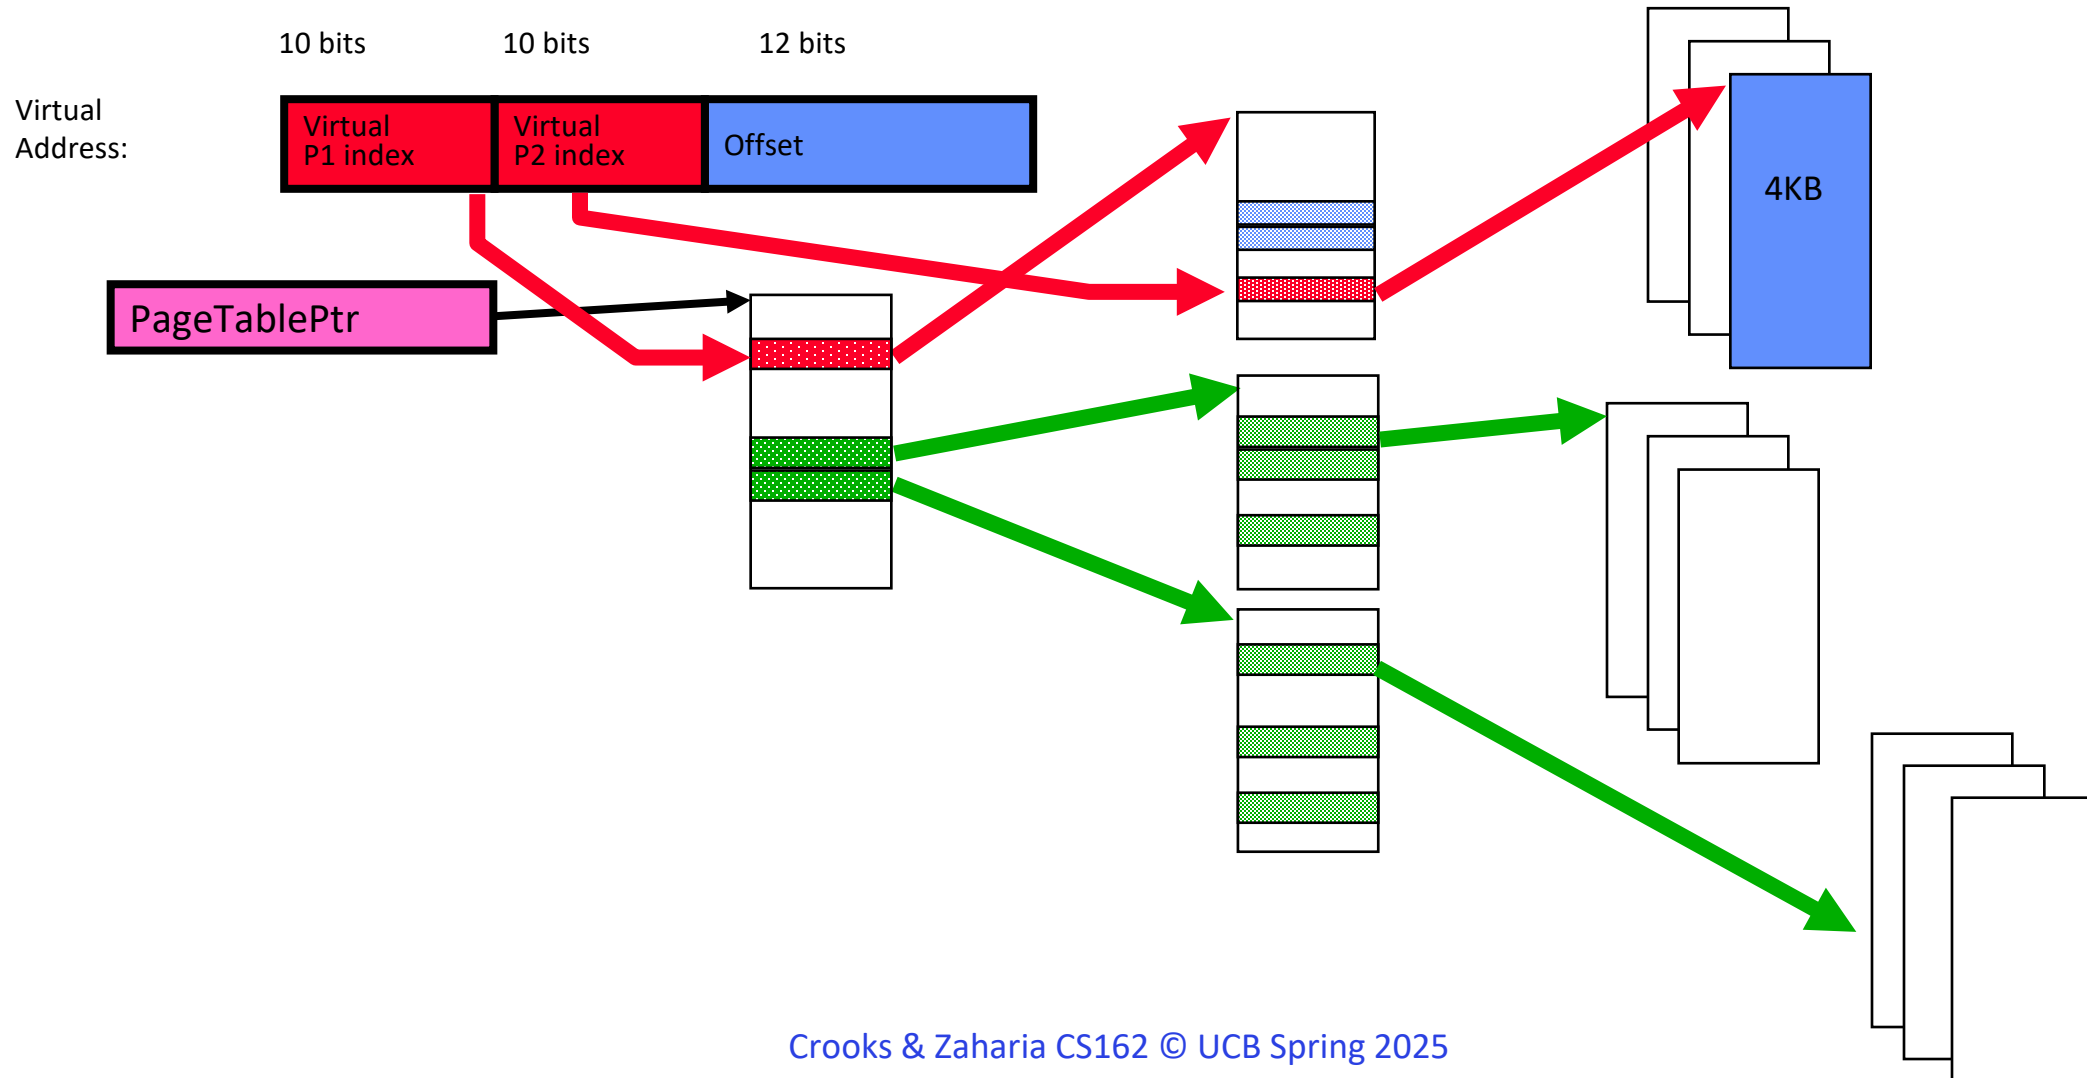 10 bits
10 bits
12 bits
Virtual
Address:
Virtual
P1 index
Virtual
P2 index
Offset
4KB
PageTablePtr
Crooks & Zaharia CS162 © UCB Spring 2025